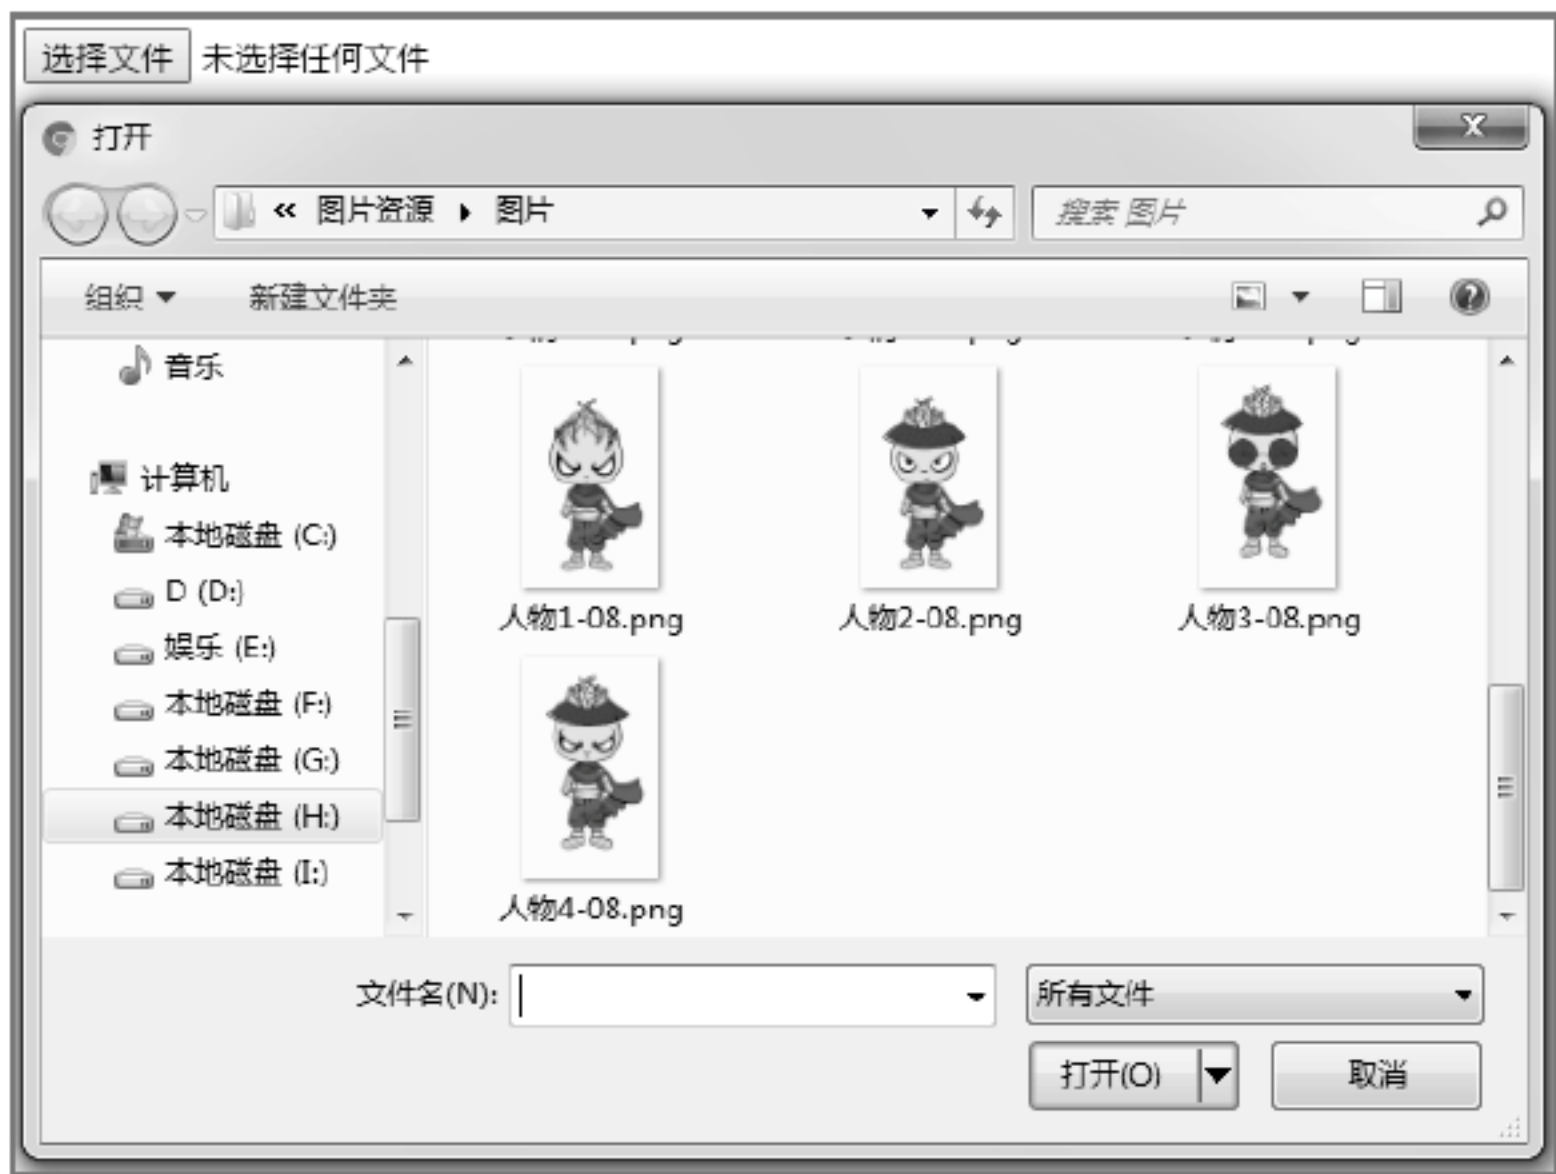 选择文件 未选择任何文件
打开
« 图片资源 图片 搜索 图片
组织 新建文件夹
音乐
计算机
本地磁盘 (C:)
D (D:)
娱乐 (E:)
本地磁盘 (F:)
本地磁盘 (G:)
本地磁盘 (H:)
本地磁盘 (I:)
人物1-08.png 人物2-08.png 人物3-08.png
人物4-08.png
文件名(N): 所有文件
打开(O) 取消